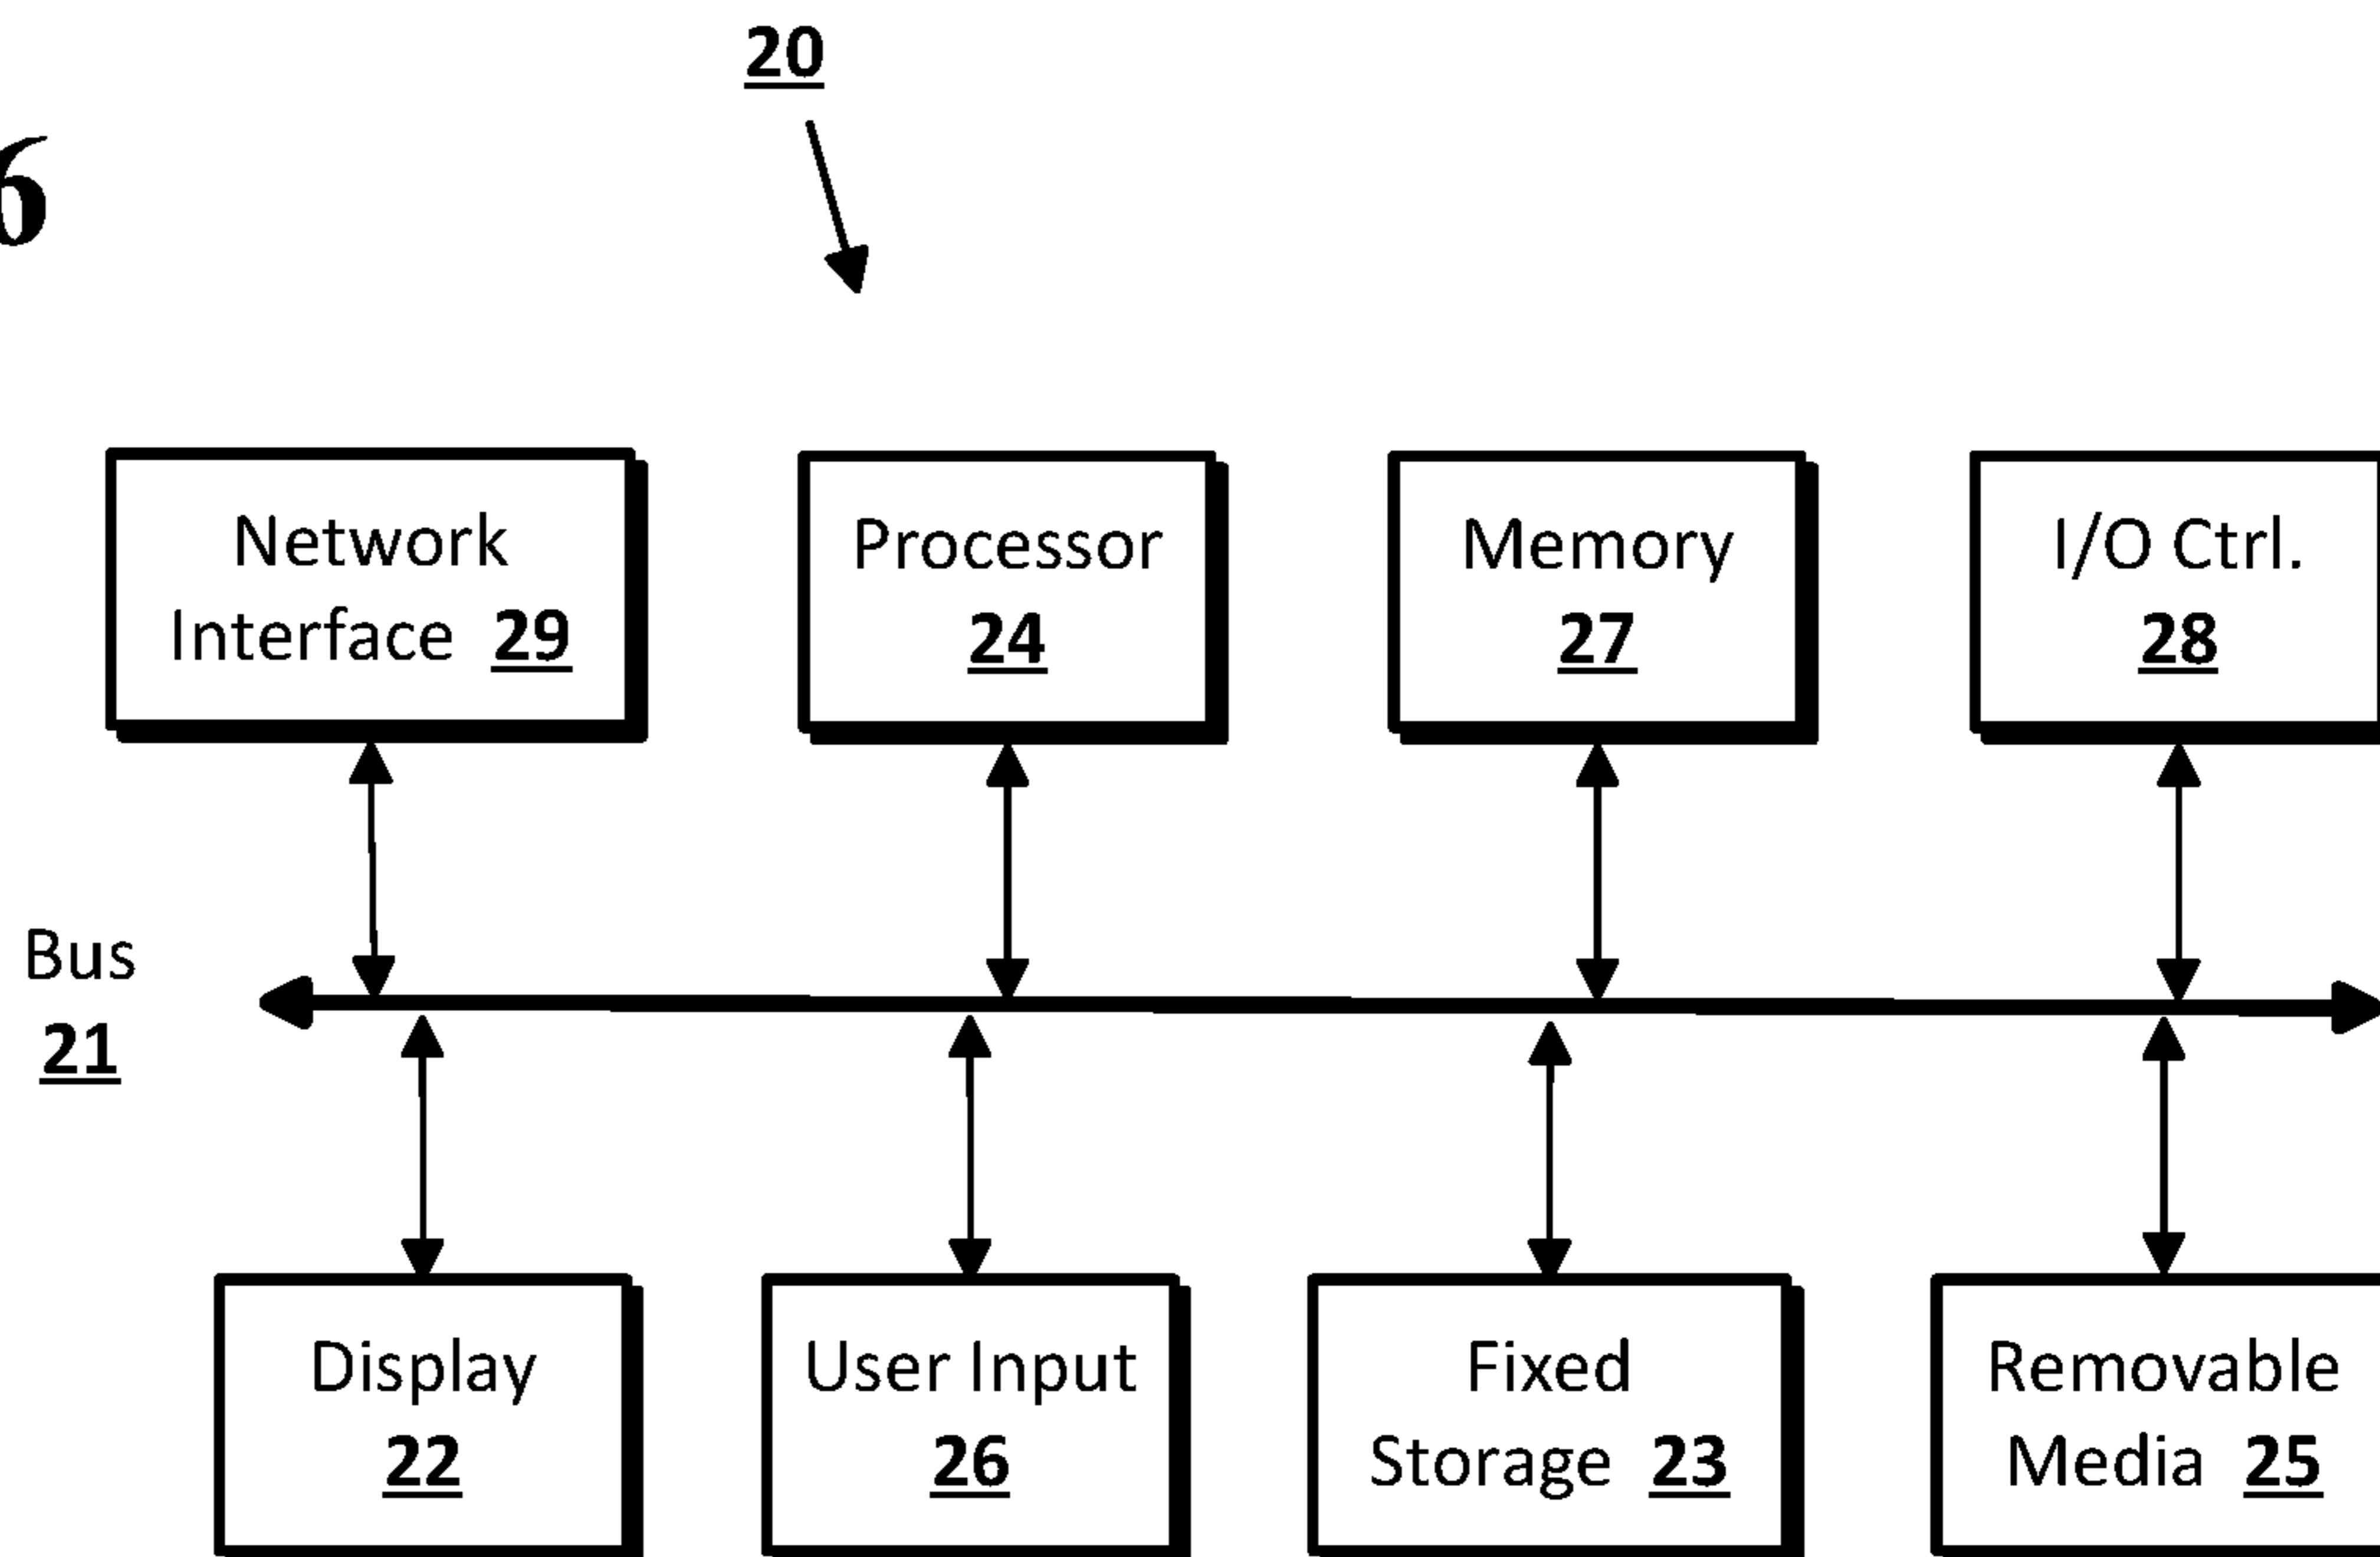 20
6
Network
Interface 29
Processor
24
Memory
27
I/O Ctrl.
28
Bus
21
Display
22
User Input
26
Fixed
Storage 23
Removable
Media 25